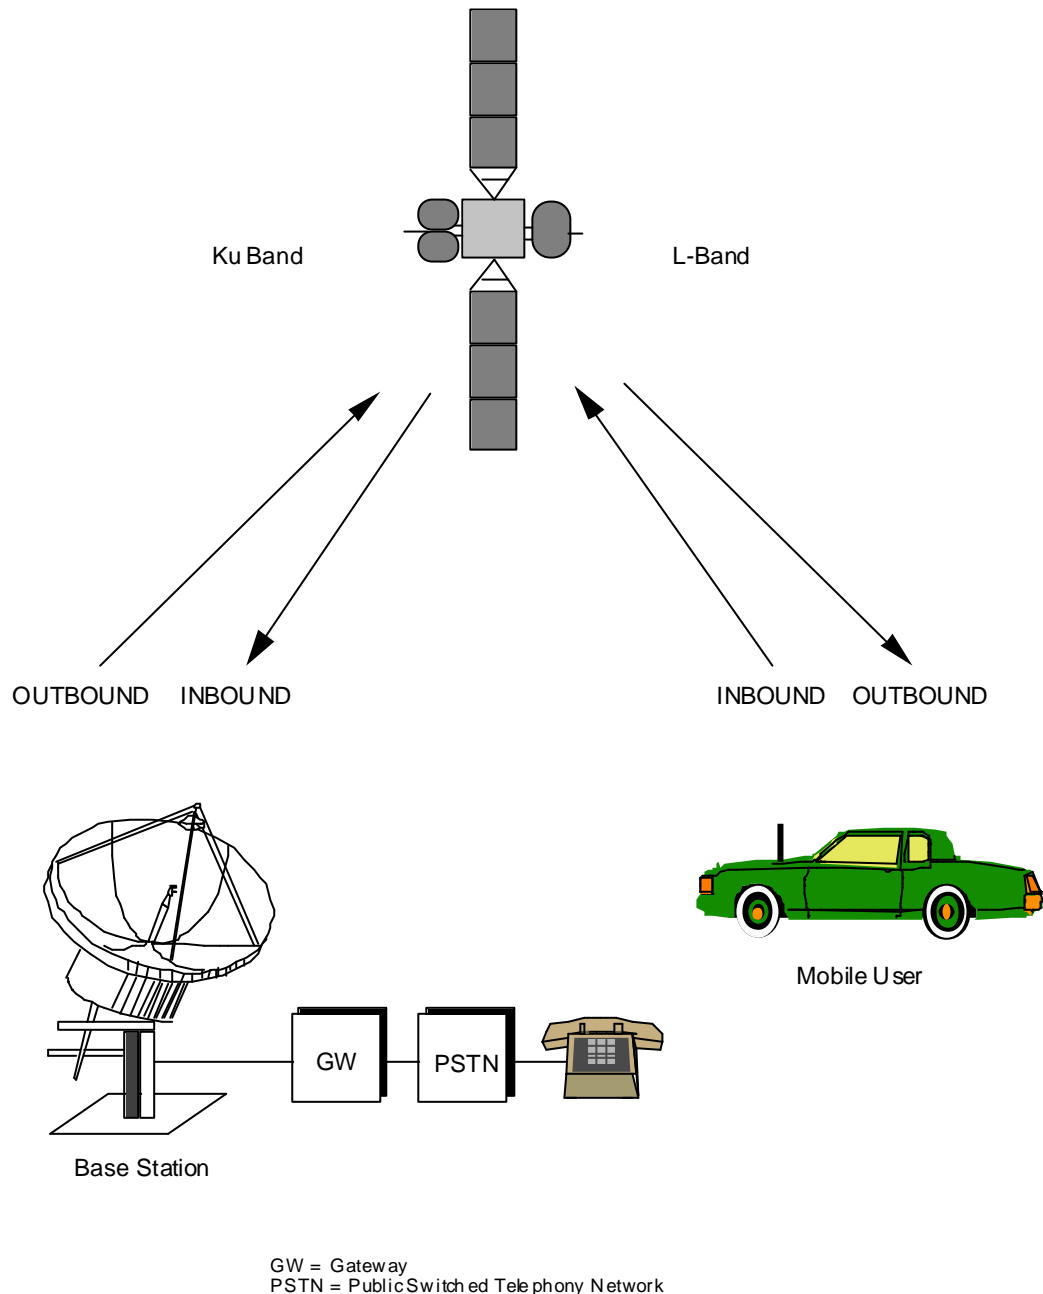 Ku Band
L-Band
OUTBOUND
INBOUND
INBOUND
OUTBOUND
Mobile User
GW
PSTN
Base Station
GW = Gateway
PSTN = Public Switched Telephony Network